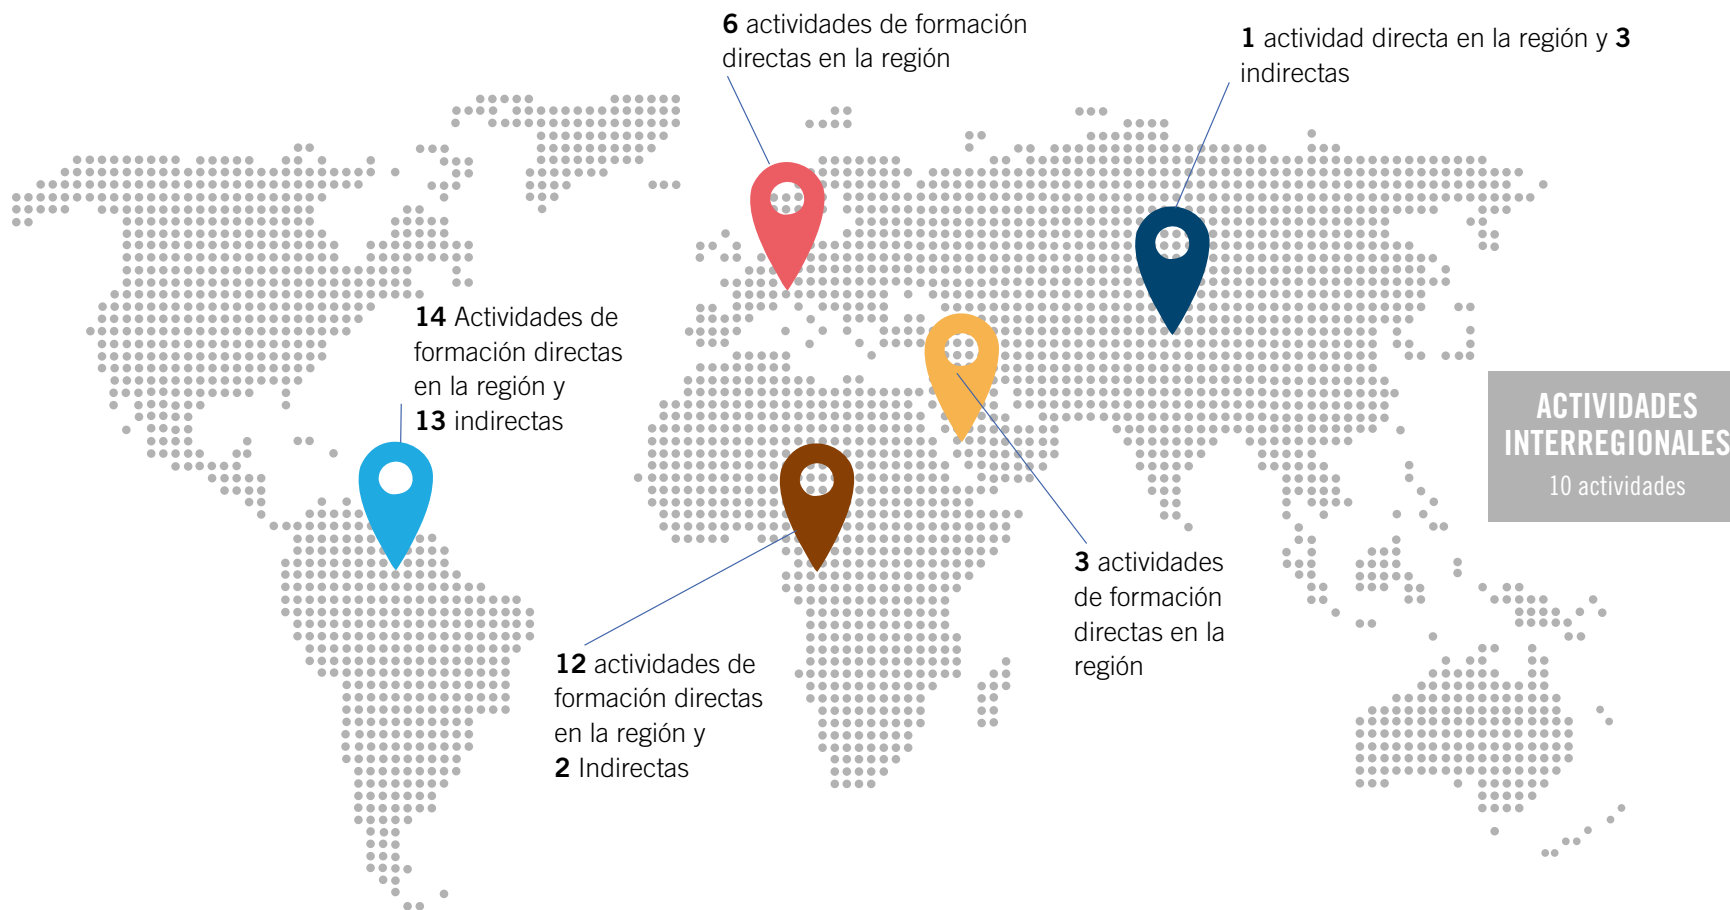 6 actividades de formación
directas en la región
1 actividad directa en la región y 3
indirectas
14 Actividades de
formación directas
en la región y
13 indirectas
ACTIVIDADES
INTERREGIONALES
10 actividades
3 actividades
de formación
directas en la
región
12 actividades de
formación directas
en la región y
2 Indirectas